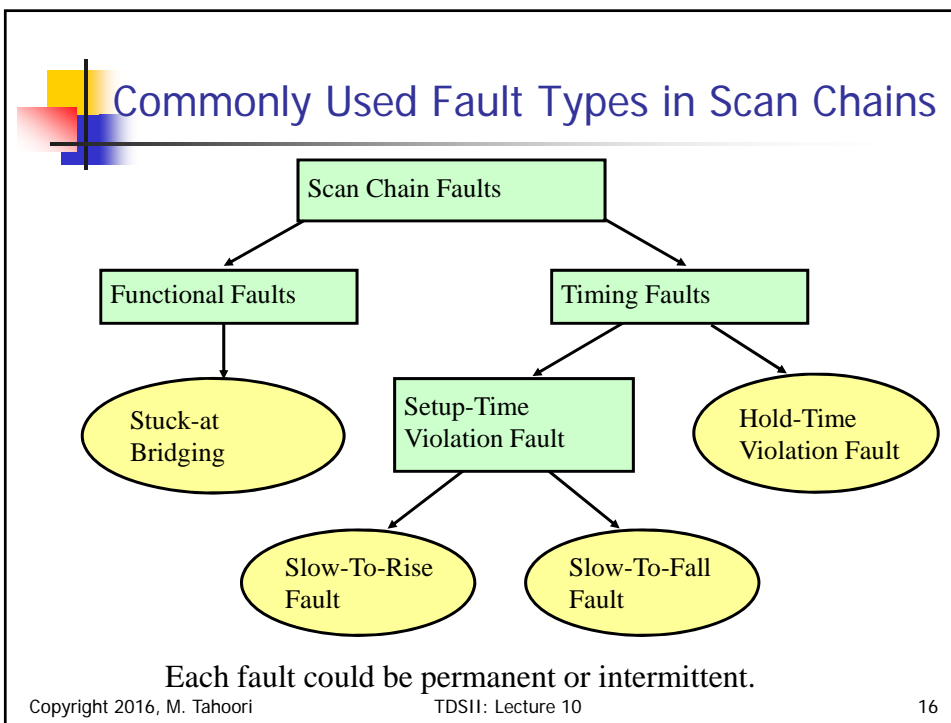 Commonly Used Fault Types in Scan Chains
Scan Chain Faults
Functional Faults
Timing Faults
Stuck-at
Bridging
Setup-Time
Violation Fault
Hold-Time
Violation Fault
Slow-To-Rise
Fault
Slow-To-Fall
Fault
Each fault could be permanent or intermittent.
Copyright 2016, M. Tahoori
TDSII: Lecture 10
16